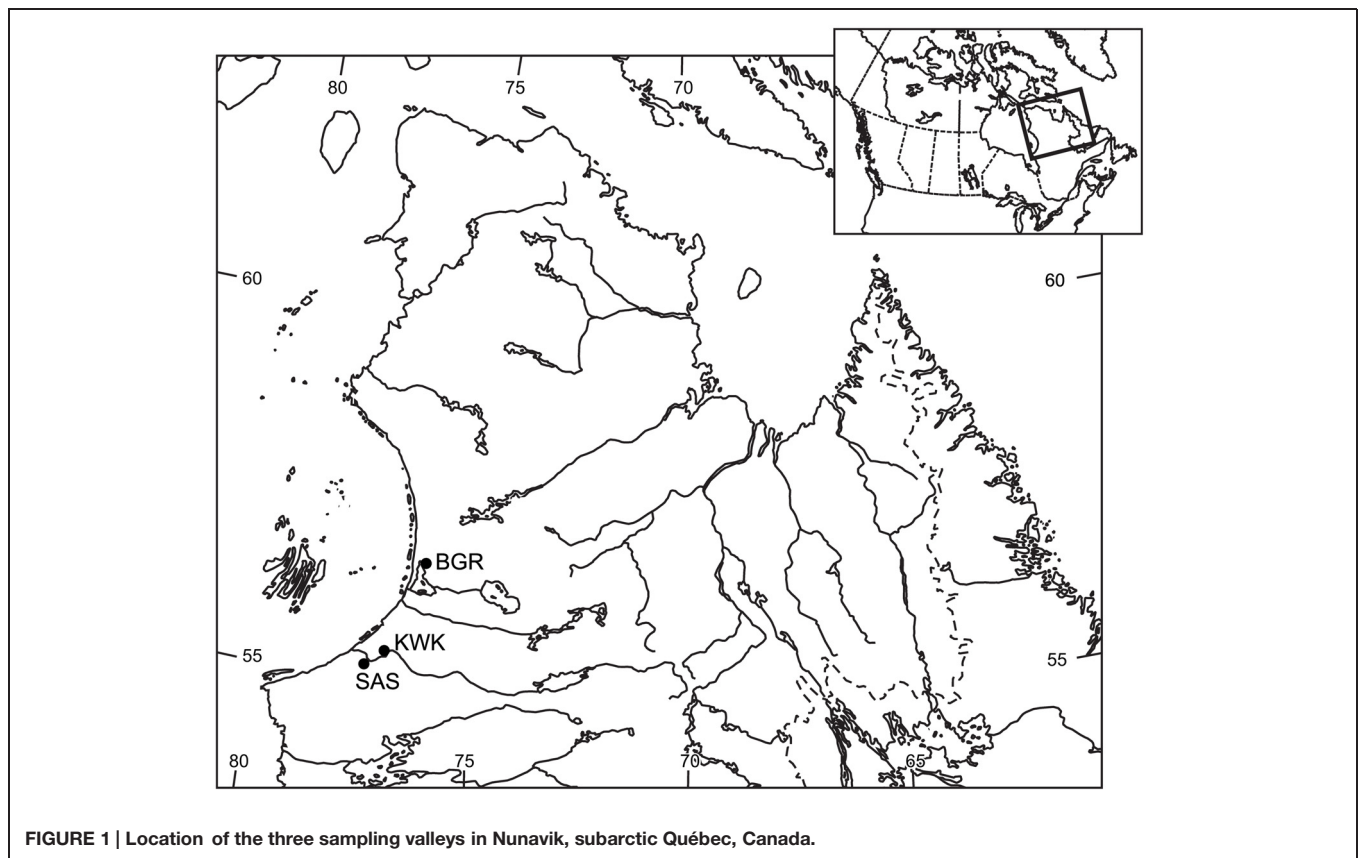 80
75
70
60
60
BGR
KWK
55
55
SAS
80
75
70
65
FIGURE 1 | Location of the three sampling valleys in Nunavik, subarctic Québec, Canada.